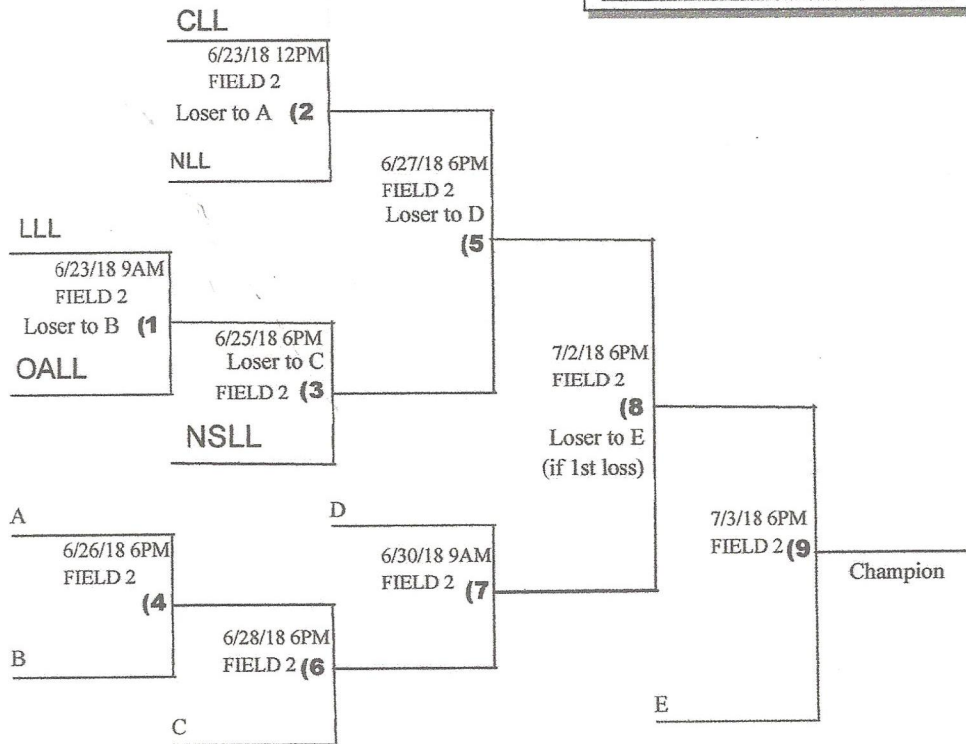 CLL
6/23/18 12PM
FIELD 2
Loser to A (2
NLL
6/27/18 6PM
FIELD 2
Loser to D
(5
LLL
6/23/18 9AM
FIELD 2
Loser to B (1
OALL
6/25/18 6PM
Loser to C
FIELD 2 (3
NSLL
7/2/18 6PM
FIELD 2
(8
Loser to E
(if 1st loss)
A
6/26/18 6PM
FIELD 2
(4
B
D
6/30/18 9AM
FIELD 2 (7
6/28/18 6PM
FIELD 2 (6
C
7/3/18 6PM
FIELD 2 (9
Champion
E